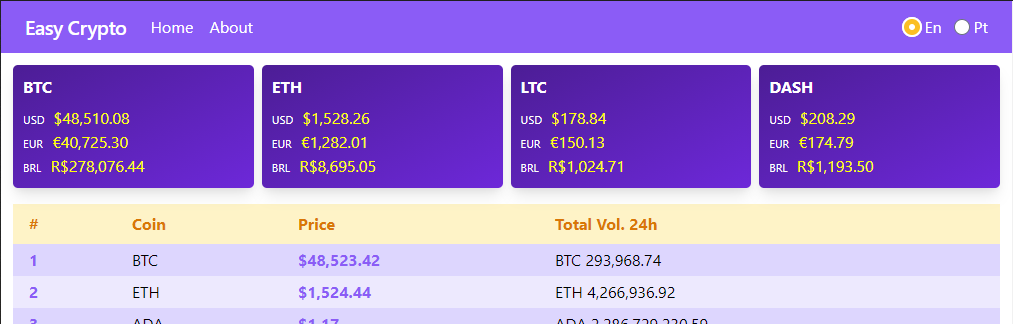 Easy Crypto Home About En Pt
BTC ETH LTC DASH
USD $48,510.08 USD $1,528.26 USD $178.84 USD $208.29
EUR €40,725.30 EUR €1,282.01 EUR €150.13 EUR €174.79
BRL R$278,076.44 BRL R$8,695.05 BRL R$1,024.71 BRL R$1,193.50
# Coin Price Total Vol. 24h
1 BTC $48,523.42 BTC 293,968.74
2 ETH $1,524.44 ETH 4,266,936.92
3 ADA $1.17